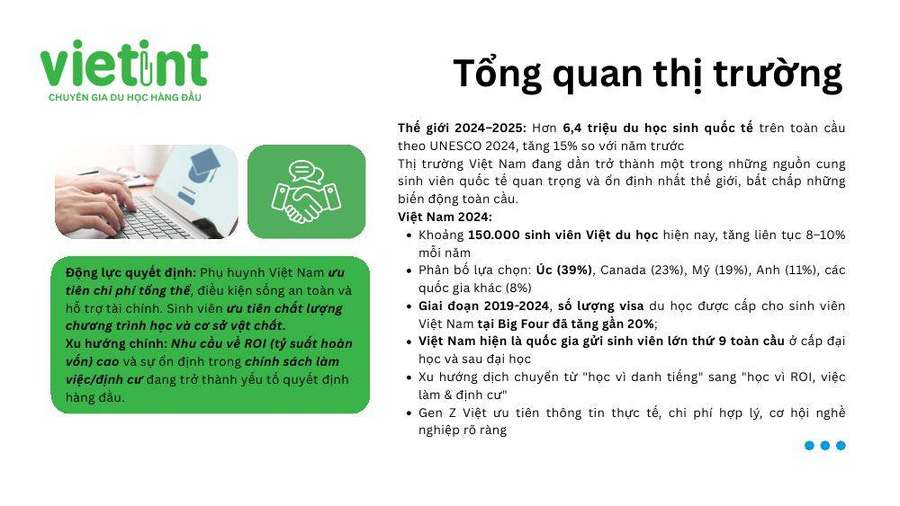 vietint
CHUYÊN GIA DU HỌC HÀNG ĐẦU
Tổng quan thị trường
Thế giới 2024–2025: Hơn 6,4 triệu du học sinh quốc tế trên toàn cầu
theo UNESCO 2024, tăng 15% so với năm trước
Thị trường Việt Nam đang dần trở thành một trong những nguồn cung
sinh viên quốc tế quan trọng và ổn định nhất thế giới, bất chấp những
biến động toàn cầu.
Việt Nam 2024:
• Khoảng 150.000 sinh viên Việt du học hiện nay, tăng liên tục 8–10%
mỗi năm
• Phân bố lựa chọn: Úc (39%), Canada (23%), Mỹ (19%), Anh (11%), các
quốc gia khác (8%)
• Giai đoạn 2019-2024, số lượng visa du học được cấp cho sinh viên
Việt Nam tại Big Four đã tăng gần 20%;
• Việt Nam hiện là quốc gia gửi sinh viên lớn thứ 9 toàn cầu ở cấp đại
học và sau đại học
• Xu hướng dịch chuyển từ "học vì danh tiếng" sang "học vì ROI, việc
làm & định cư"
• Gen Z Việt ưu tiên thông tin thực tế, chi phí hợp lý, cơ hội nghề
nghiệp rõ ràng
Động lực quyết định: Phụ huynh Việt Nam ưu
tiên chi phí tổng thể, điều kiện sống an toàn và
hỗ trợ tài chính. Sinh viên ưu tiên chất lượng
chương trình học và cơ sở vật chất.
Xu hướng chính: Nhu cầu về ROI (tỷ suất hoàn
vốn) cao và sự ổn định trong chính sách làm
việc/định cư đang trở thành yếu tố quyết định
hàng đầu.